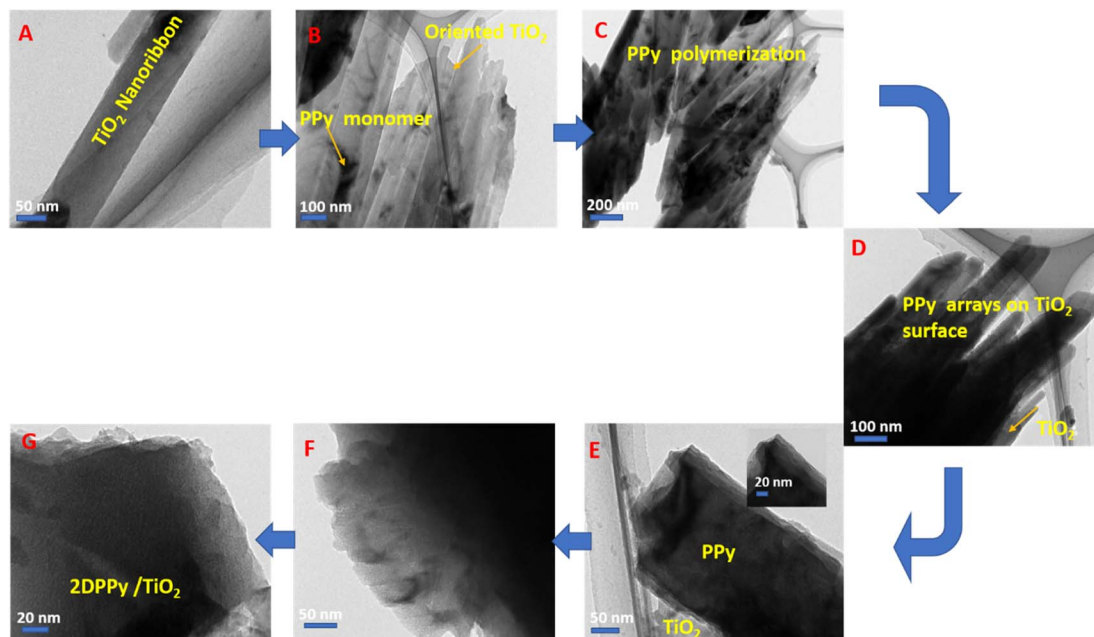 A
TiO₂ Nanoribbon
50 nm
B
Oriented TiO₂
PPy monomer
100 nm
C
PPy polymerization
200 nm
D
PPy arrays on TiO₂
surface
100 nm
TiO₂
E
20 nm
PPy
50 nm
TiO₂
F
50 nm
G
2DPPy /TiO₂
20 nm